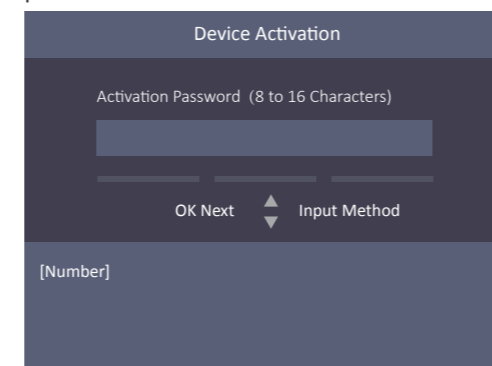 Device Activation
Activation Password (8 to 16 Characters)
OK Next
Input Method
[Number]